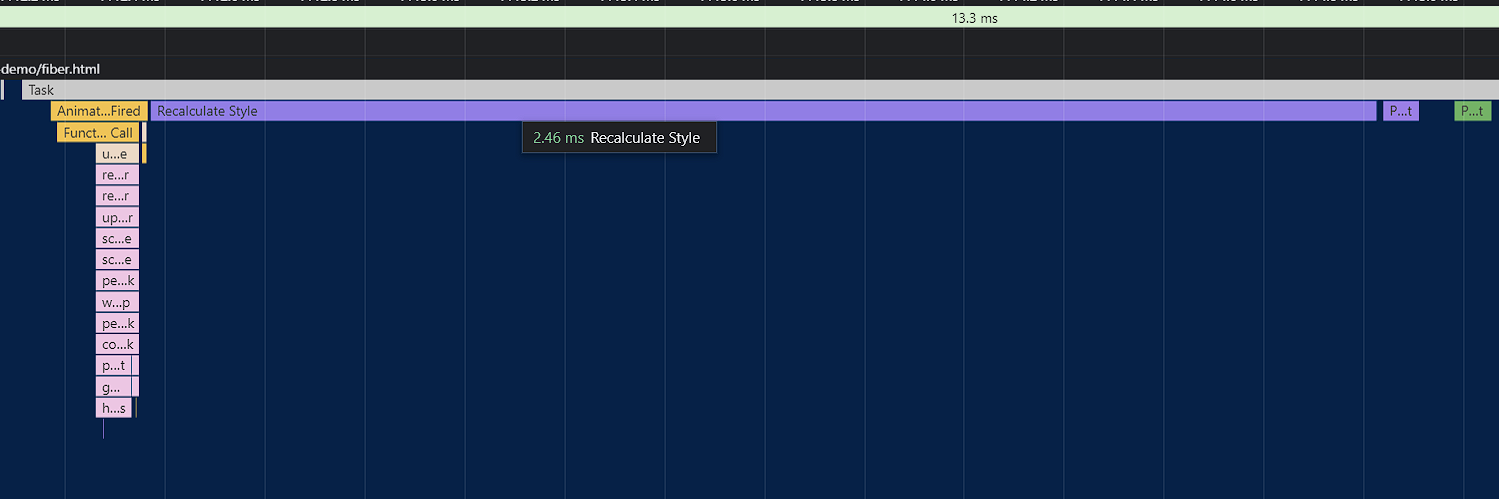 13.3 ms
-demo/fiber.html
Task
Animat...Fired Recalculate Style P...t P...t
Funct... Call
2.46 ms Recalculate Style
u...e
re...r
re...r
up...r
sc...e
sc...e
pe...k
w...p
pe...k
co...k
p...t
g...
h...s